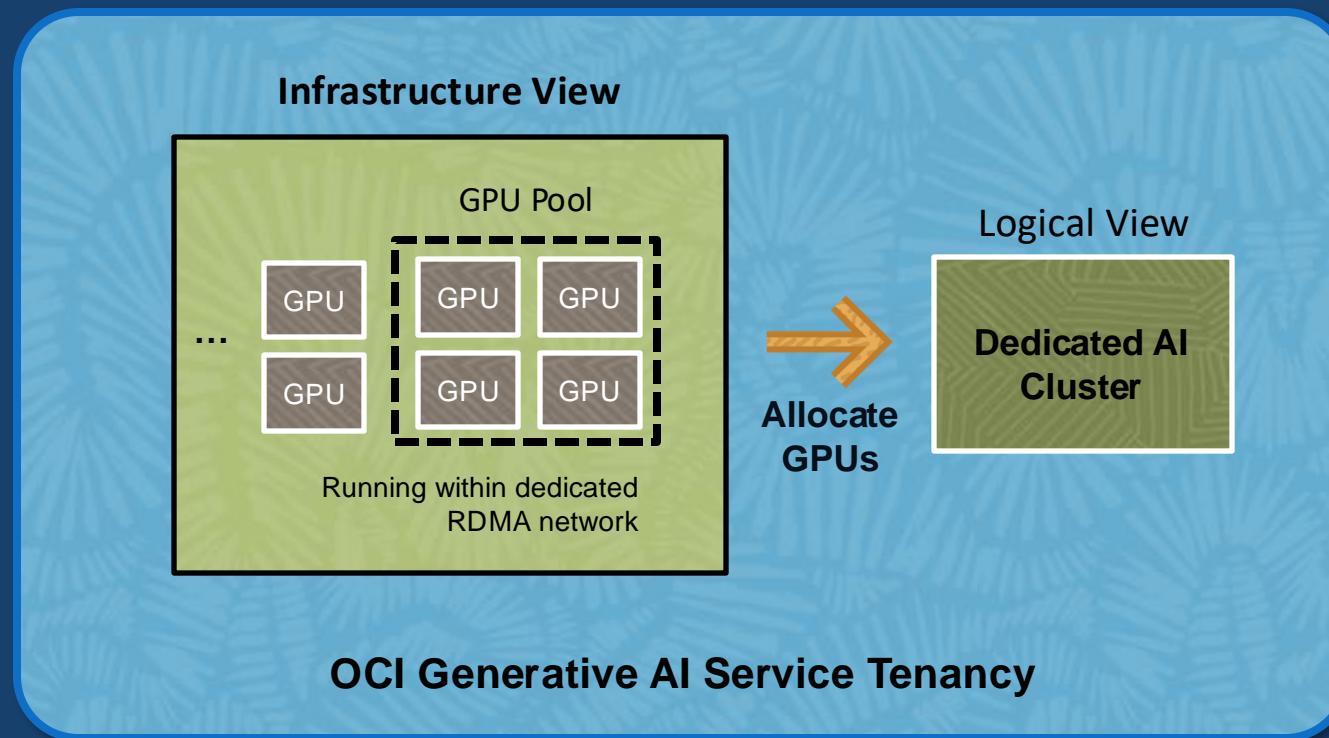 Infrastructure View
GPU Pool
GPU
GPU
GPU
...
GPU
GPU
GPU
Running within dedicated
RDMA network
Allocate
GPUs
Logical View
Dedicated AI
Cluster
OCI Generative AI Service Tenancy